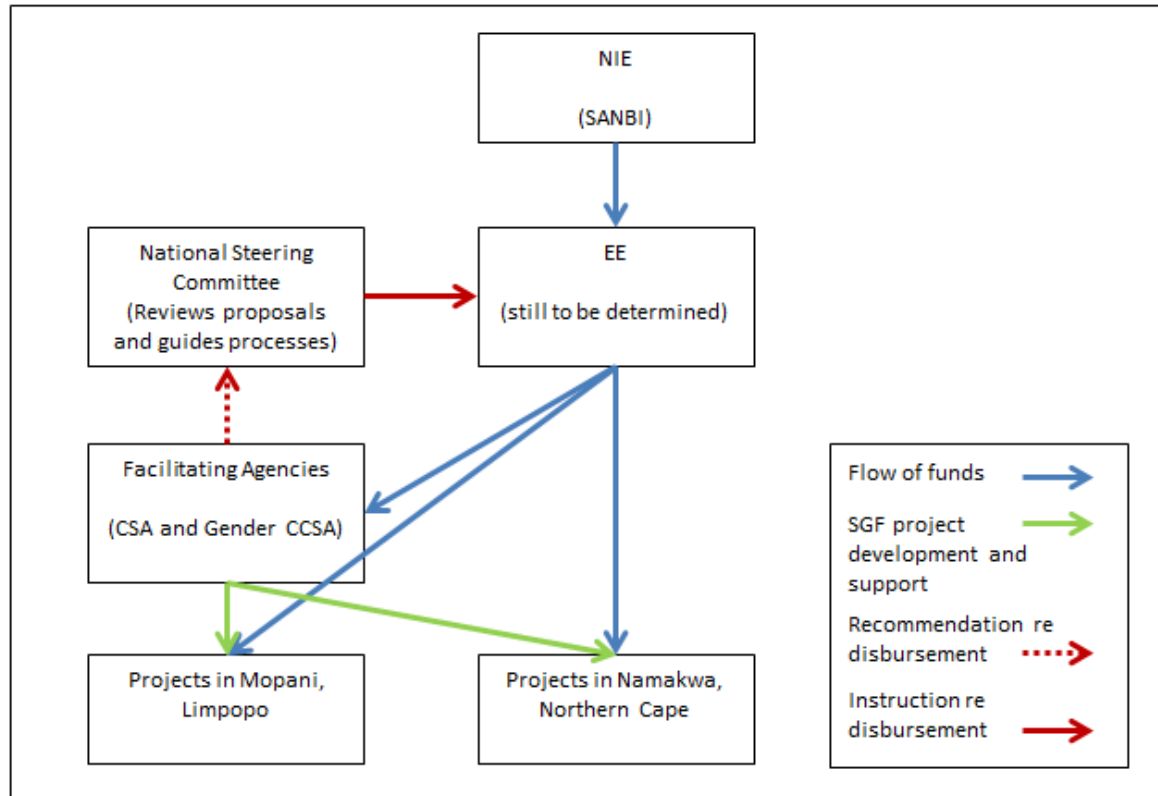 NIE
(SANBI)
National Steering
Committee
(Reviews proposals
and guides processes)
EE
(still to be determined)
Facilitating Agencies
(CSA and Gender CCSA)
Projects in Mopani,
Limpopo
Projects in Namakwa,
Northern Cape
Flow of funds
SGF project
development and
support
Recommendation re
disbursement
Instruction re
disbursement